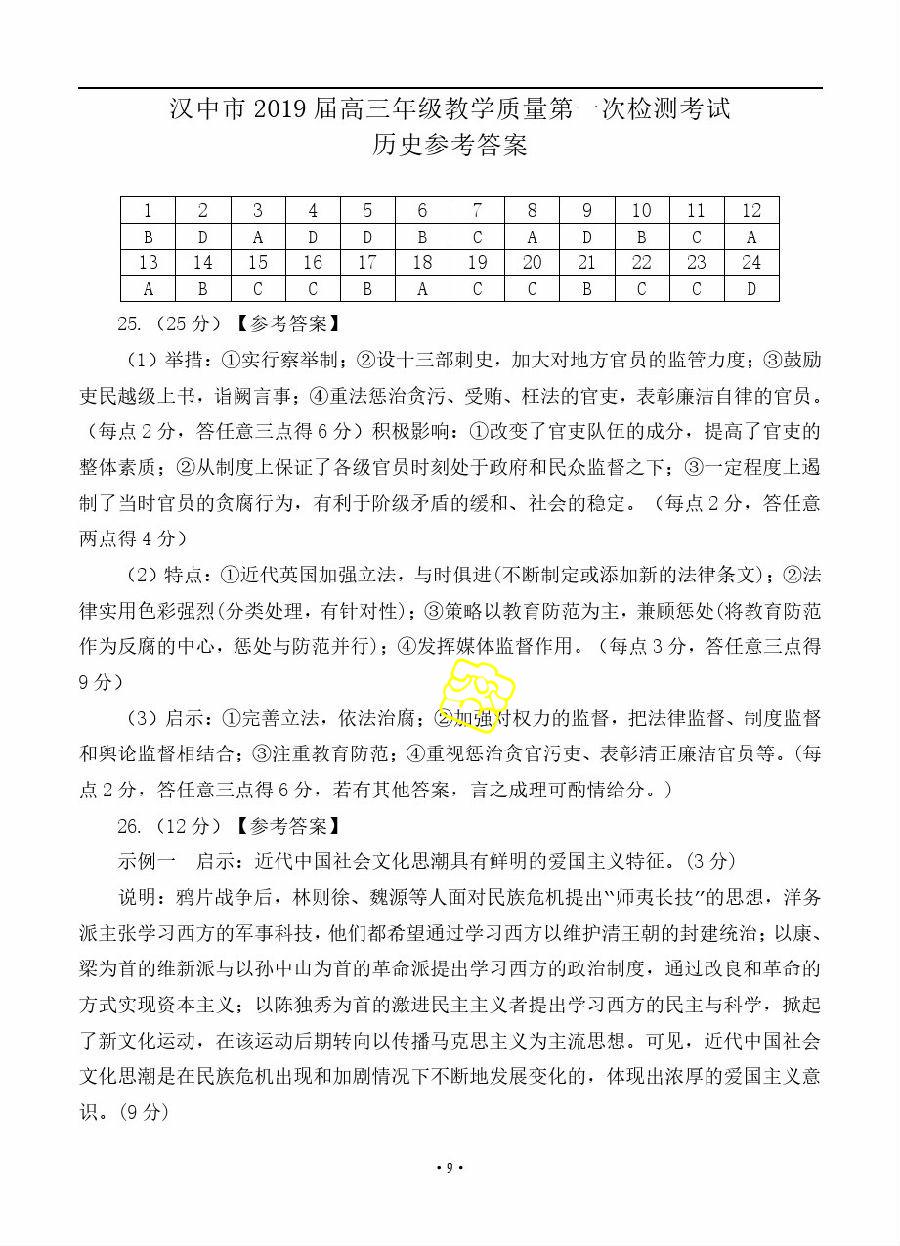 汉中市 2019 届高三年级教学质量第一次检测考试
历史参考答案
1 2 3 4 5 6 7 8 9 10 11 12
B D A D D B C A D B C A
13 14 15 16 17 18 19 20 21 22 23 24
A B C C B A C C B C C D
25.（25 分）【参考答案】
（1）举措：①实行察举制；②设十三部刺史，加大对地方官员的监管力度；③鼓励
吏民越级上书，诣阙言事；④重法惩治贪污、受贿、枉法的官吏，表彰廉洁自律的官员。
（每点 2 分，答任意三点得 6 分）积极影响：①改变了官吏队伍的成分，提高了官吏的
整体素质；②从制度上保证了各级官员时刻处于政府和民众监督之下；③一定程度上遏
制了当时官员的贪腐行为，有利于阶级矛盾的缓和、社会的稳定。（每点 2 分，答任意
两点得 4 分）
（2）特点：①近代英国加强立法，与时俱进(不断制定或添加新的法律条文)；②法
律实用色彩强烈(分类处理，有针对性)；③策略以教育防范为主，兼顾惩处(将教育防范
作为反腐的中心，惩处与防范并行)；④发挥媒体监督作用。（每点 3 分，答任意三点得
9 分）
（3）启示：①完善立法，依法治腐；②加强对权力的监督，把法律监督、制度监督
和舆论监督相结合；③注重教育防范；④重视惩治贪官污吏、表彰清正廉洁官员等。(每
点 2 分，答任意三点得 6 分，若有其他答案，言之成理可酌情给分。)
26.（12 分）【参考答案】
示例一 启示：近代中国社会文化思潮具有鲜明的爱国主义特征。(3 分)
说明：鸦片战争后，林则徐、魏源等人面对民族危机提出“师夷长技”的思想，洋务
派主张学习西方的军事科技，他们都希望通过学习西方以维护清王朝的封建统治；以康、
梁为首的维新派与以孙中山为首的革命派提出学习西方的政治制度，通过改良和革命的
方式实现资本主义；以陈独秀为首的激进民主主义者提出学习西方的民主与科学，掀起
了新文化运动，在该运动后期转向以传播马克思主义为主流思想。可见，近代中国社会
文化思潮是在民族危机出现和加剧情况下不断地发展变化的，体现出浓厚的爱国主义意
识。(9 分)
·9·